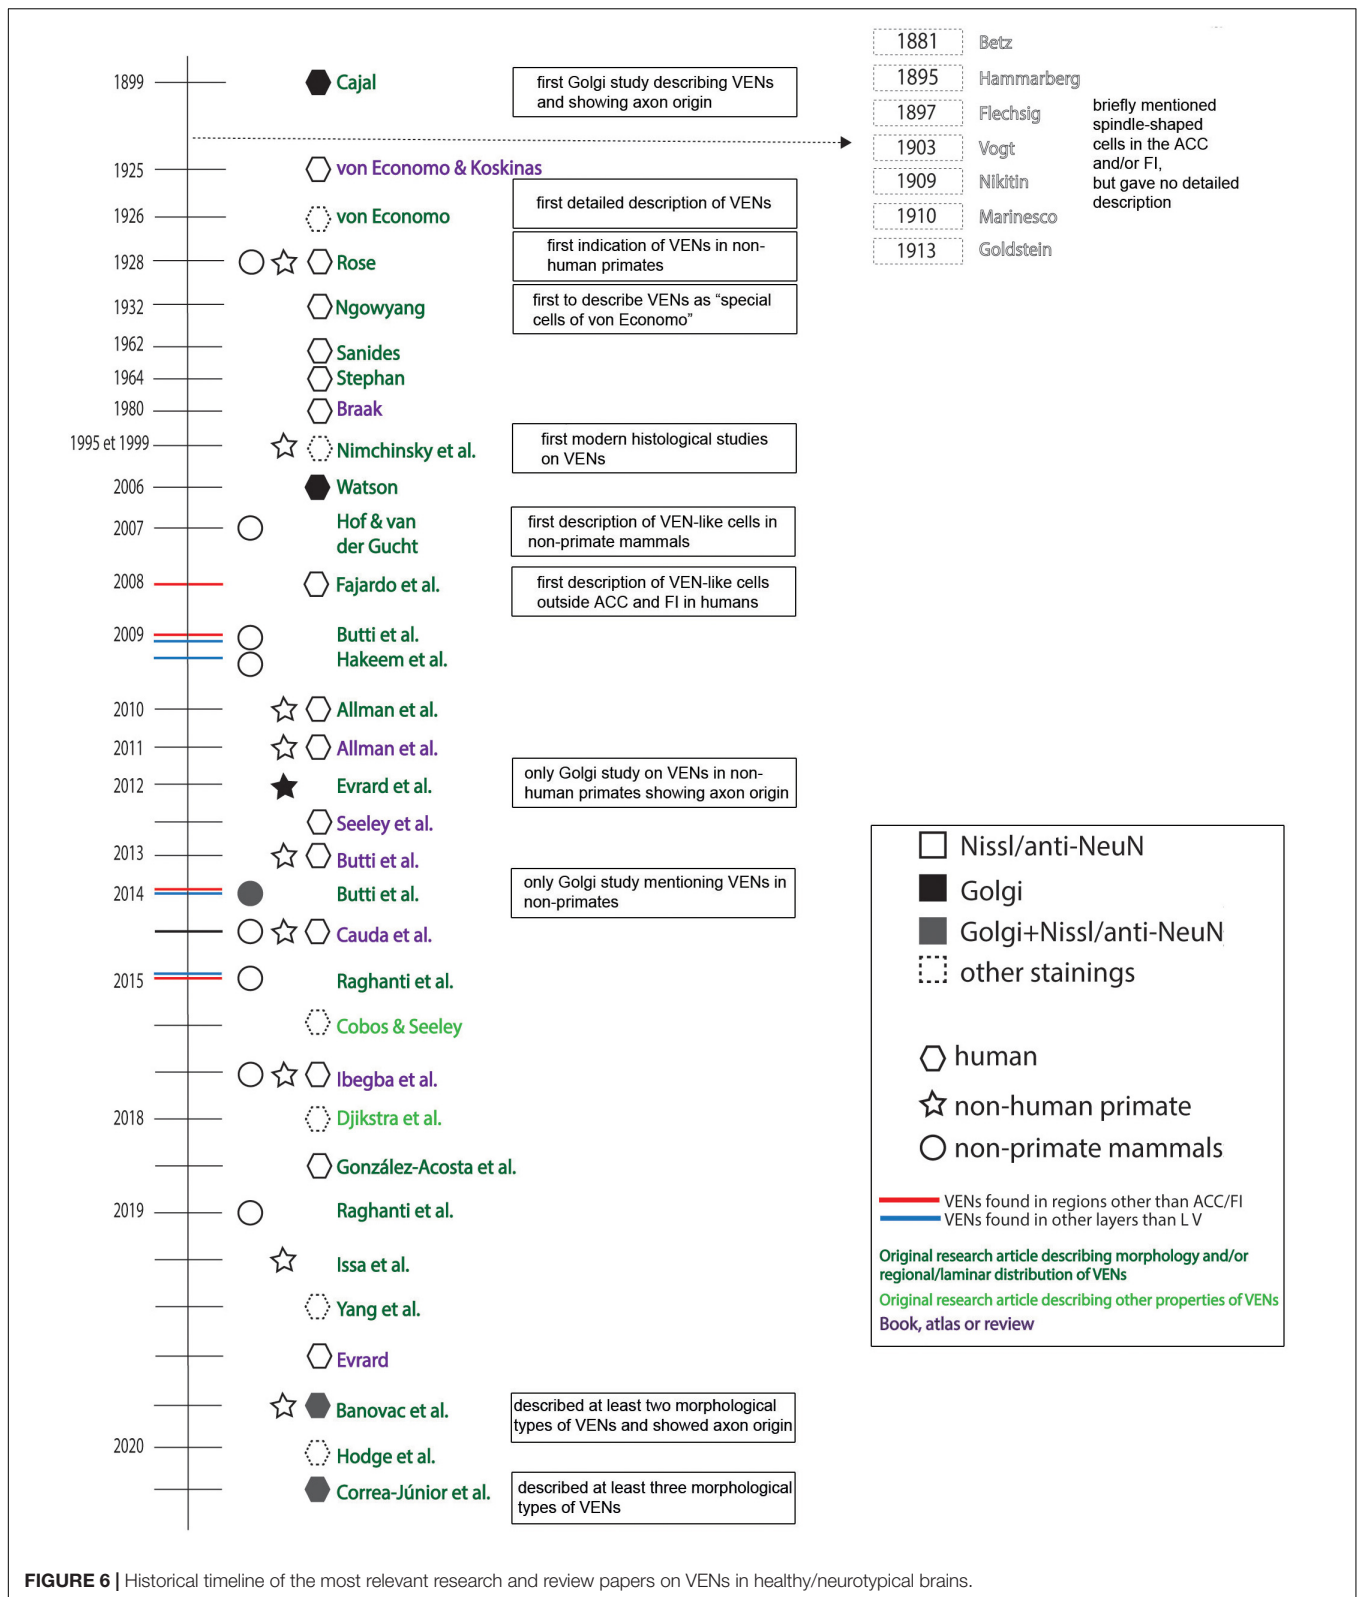 1899
Cajal
first Golgi study describing VENs
and showing axon origin
1881
Betz
1895
Hammarberg
1897
Flechsig
1903
Vogt
1909
Nikitin
1910
Marinesco
1913
Goldstein
briefly mentioned
spindle-shaped
cells in the ACC
and/or FI,
but gave no detailed
description
1925
von Economo & Koskinas
1926
von Economo
first detailed description of VENs
1928
Rose
first indication of VENs in non-
human primates
1932
Ngowyang
first to describe VENs as “special
cells of von Economo”
1962
Sanides
1964
Stephan
1980
Braak
1995 et 1999
Nimchinsky et al.
first modern histological studies
on VENs
2006
Watson
2007
Hof & van
der Gucht
first description of VEN-like cells in
non-primate mammals
2008
Fajardo et al.
first description of VEN-like cells
outside ACC and FI in humans
2009
Butti et al.
Hakeem et al.
2010
Allman et al.
2011
Allman et al.
2012
Evrard et al.
only Golgi study on VENs in non-
human primates showing axon origin
Seeley et al.
2013
Butti et al.
2014
Butti et al.
only Golgi study mentioning VENs in
non-primates
Cauda et al.
2015
Raghanti et al.
Cobos & Seeley
Ibegba et al.
2018
Djikstra et al.
González-Acosta et al.
2019
Raghanti et al.
Issa et al.
Yang et al.
Evrard
Banovac et al.
described at least two morphological
types of VENs and showed axon origin
2020
Hodge et al.
Correa-Júnior et al.
described at least three morphological
types of VENs
Nissl/anti-NeuN
Golgi
Golgi+Nissl/anti-NeuN
other stainings
human
non-human primate
non-primate mammals
VENs found in regions other than ACC/FI
VENs found in other layers than L V
Original research article describing morphology and/or
regional/laminar distribution of VENs
Original research article describing other properties of VENs
Book, atlas or review
FIGURE 6 | Historical timeline of the most relevant research and review papers on VENs in healthy/neurotypical brains.